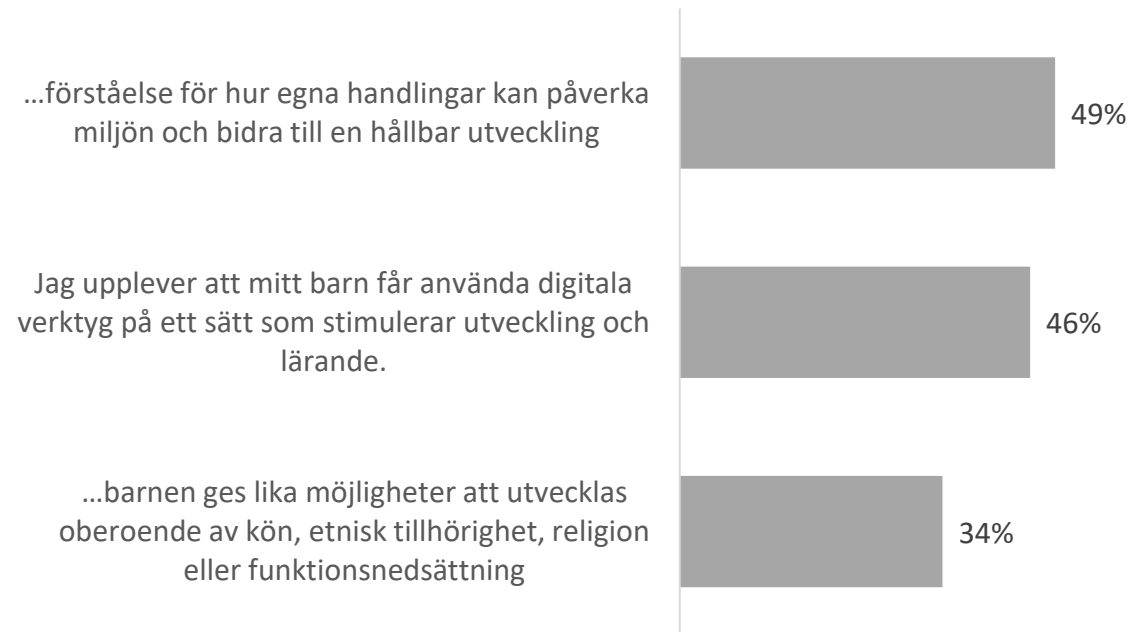 ...förståelse för hur egna handlingar kan påverka
miljön och bidra till en hållbar utveckling
49%
Jag upplever att mitt barn får använda digitala
verktyg på ett sätt som stimulerar utveckling och
lärande.
46%
...barnen ges lika möjligheter att utvecklas
oberoende av kön, etnisk tillhörighet, religion
eller funktionsnedsättning
34%